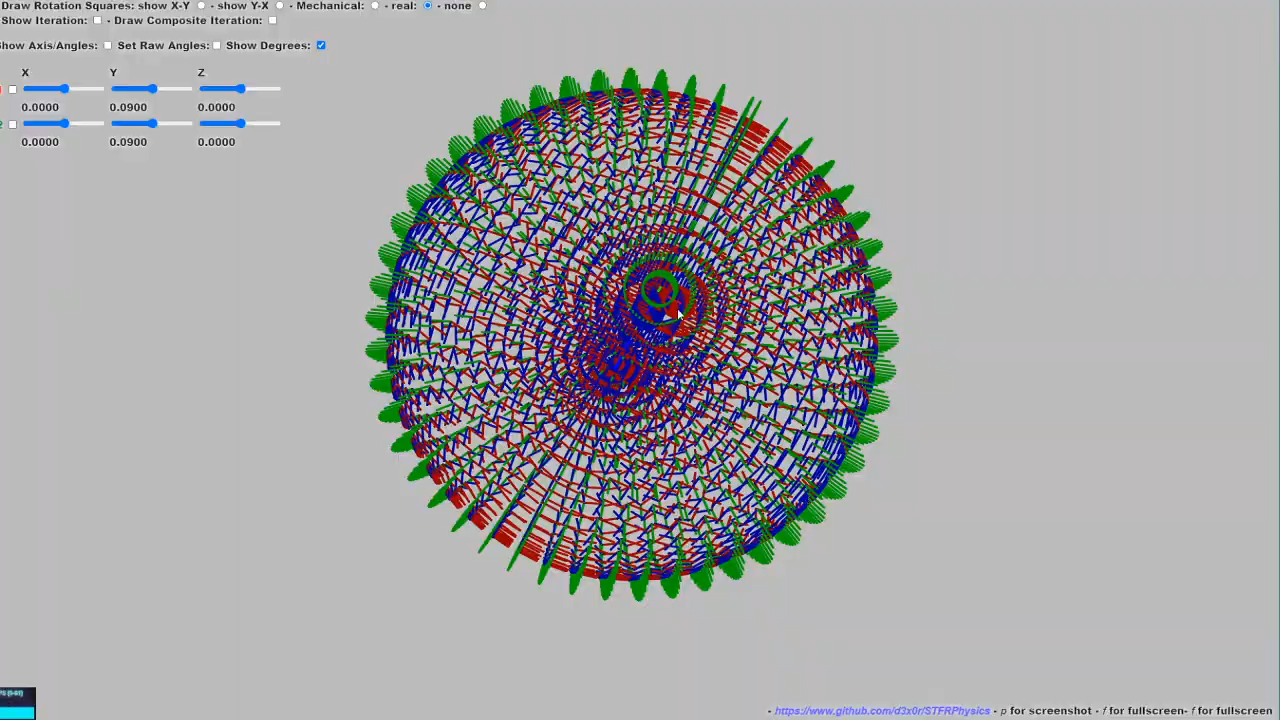 Draw Rotation Squares: show X-Y - show Y-X - Mechanical: - real: - none
Show Iteration: - Draw Composite Iteration:
Show Axis/Angles: Set Raw Angles: Show Degrees:
X Y Z
0.0000 0.0900 0.0000
0.0000 0.0900 0.0000
- https://www.github.com/d3x0r/STFRPhysics - p for screenshot - f for fullscreen- f for fullscreen